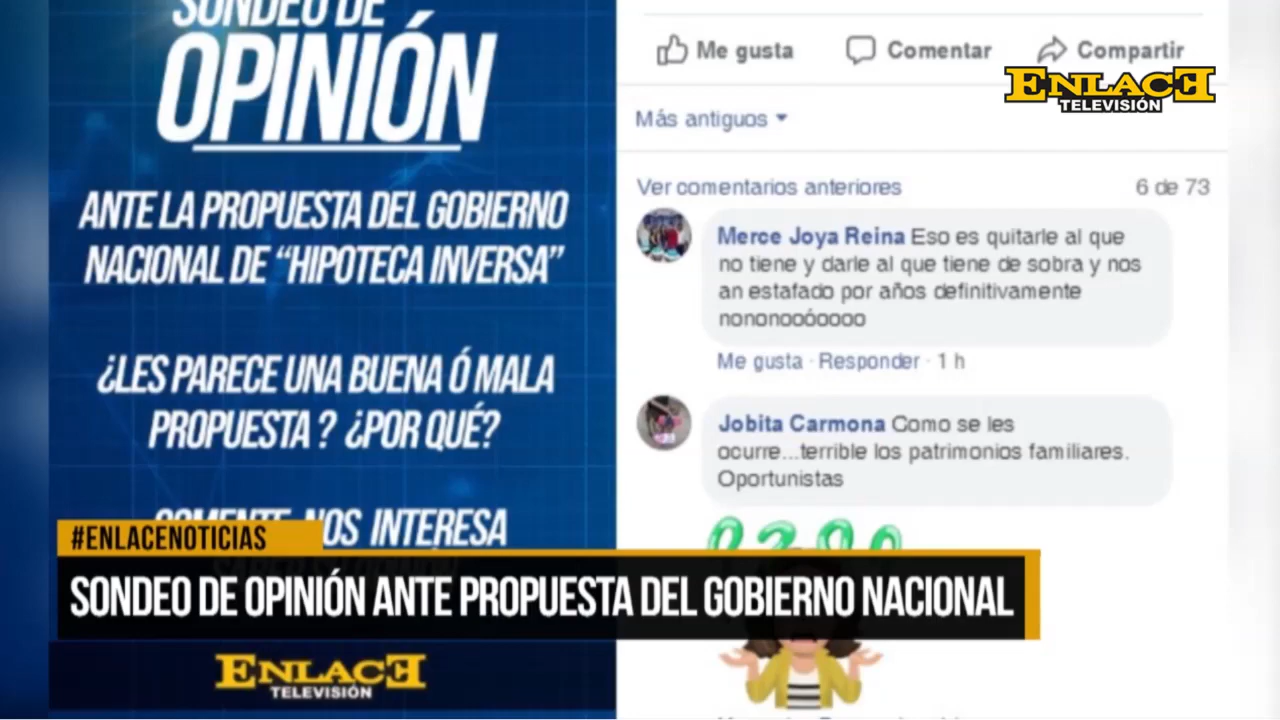 SONDEO DE
OPINIÓN
ANTE LA PROPUESTA DEL GOBIERNO
NACIONAL DE “HIPOTECA INVERSA”
¿LES PARECE UNA BUENA Ó MALA
PROPUESTA ? ¿POR QUÉ?
COMENTE, NOS INTERESA
#ENLACENOTICIAS
SONDEO DE OPINIÓN ANTE PROPUESTA DEL GOBIERNO NACIONAL
ENLACE
TELEVISIÓN
Me gusta Comentar Compartir
ENLACE
TELEVISIÓN
Más antiguos
Ver comentarios anteriores 6 de 73
Merce Joya Reina Eso es quitarle al que
no tiene y darle al que tiene de sobra y nos
an estafado por años definitivamente
nononooóoooo
Me gusta · Responder · 1 h
Jobita Carmona Como se les
ocurre...terrible los patrimonios familiares.
Oportunistas